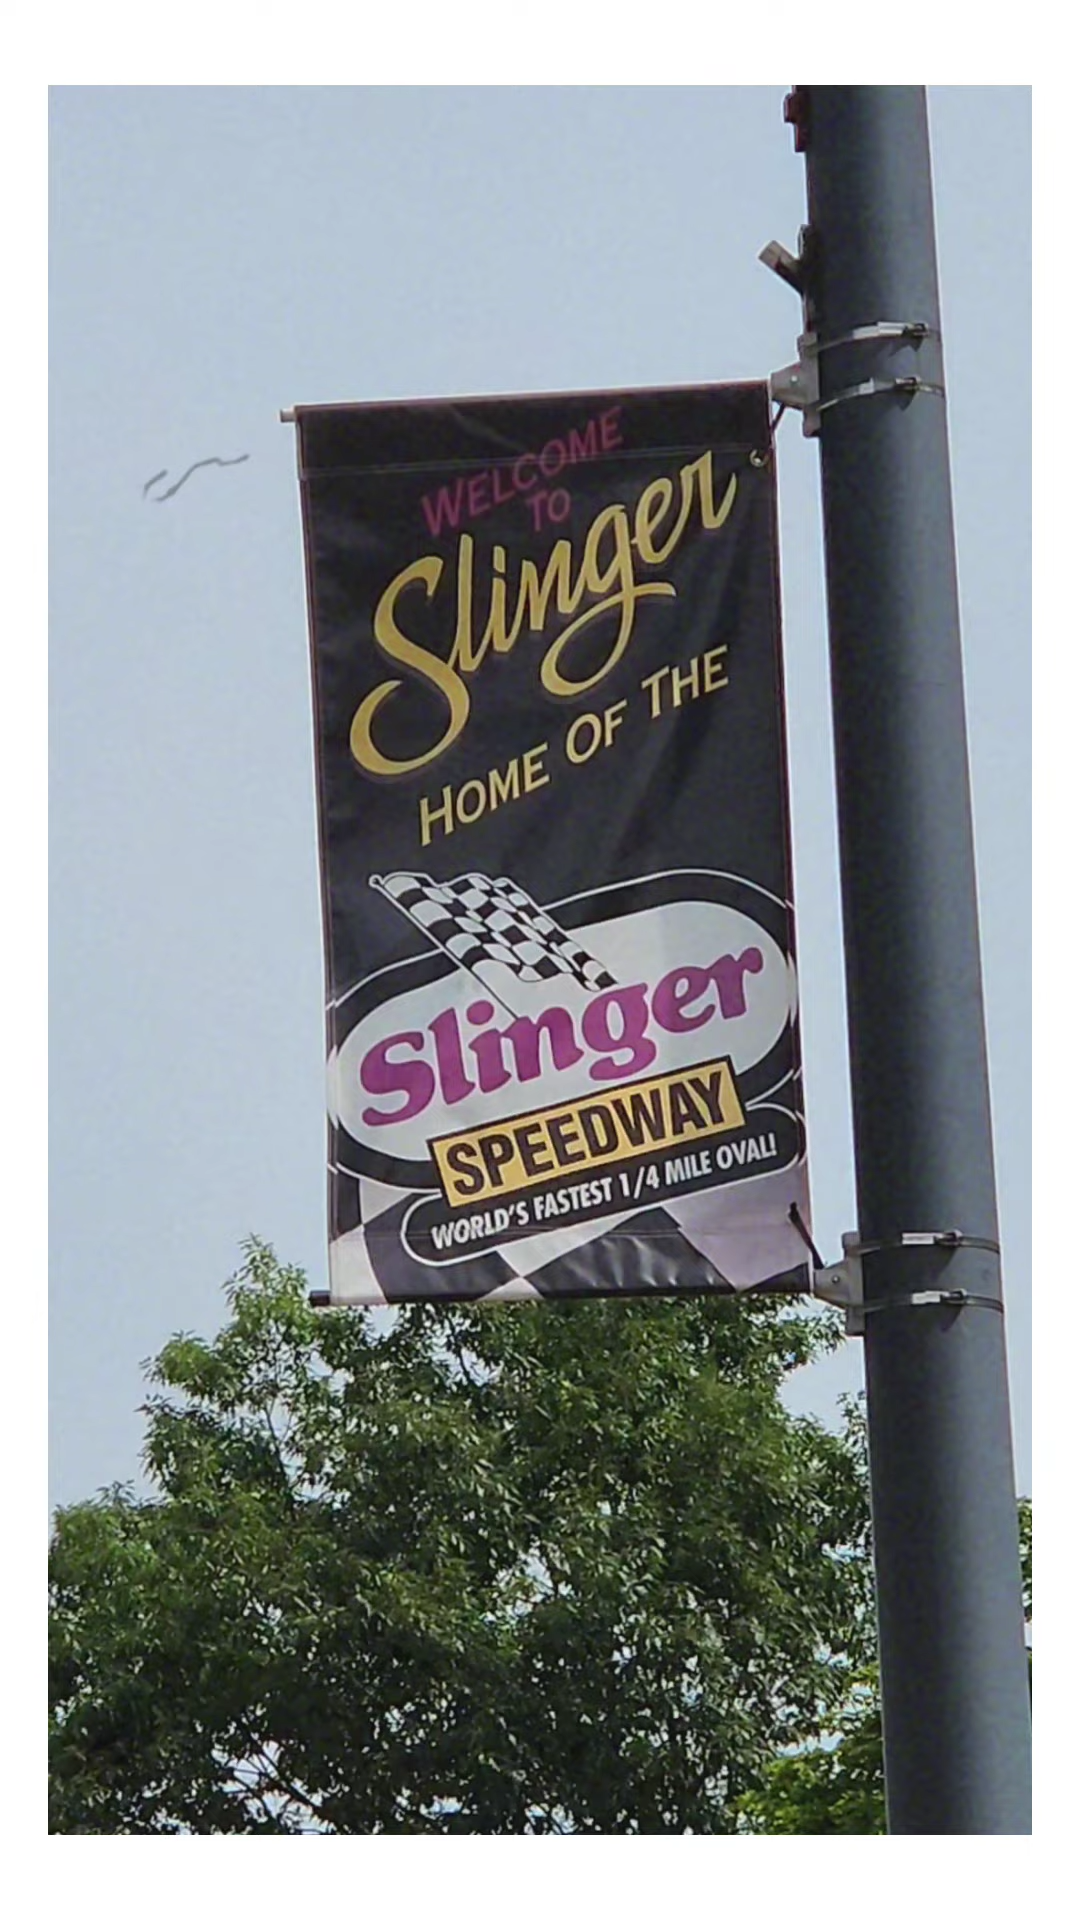 WELCOME
TO
Slinger
HOME OF THE
Slinger
SPEEDWAY
WORLD'S FASTEST 1/4 MILE OVAL!